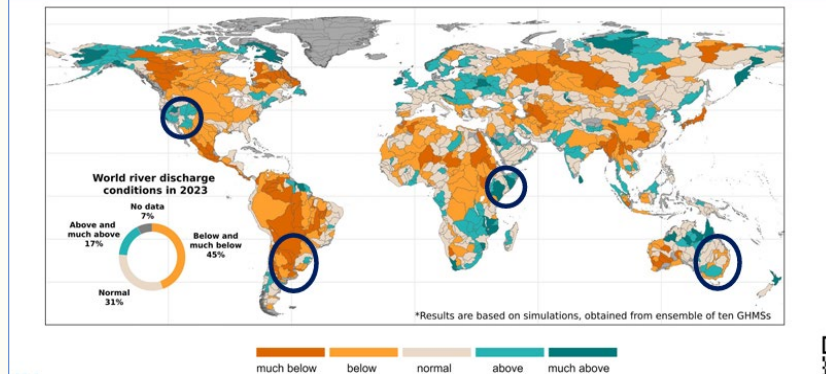 World river discharge
conditions in 2023
No data
7%
Above and
much above
17%
Below and
much below
45%
Normal
31%
*Results are based on simulations, obtained from ensemble of ten GHMSs
much below
below
normal
above
much above